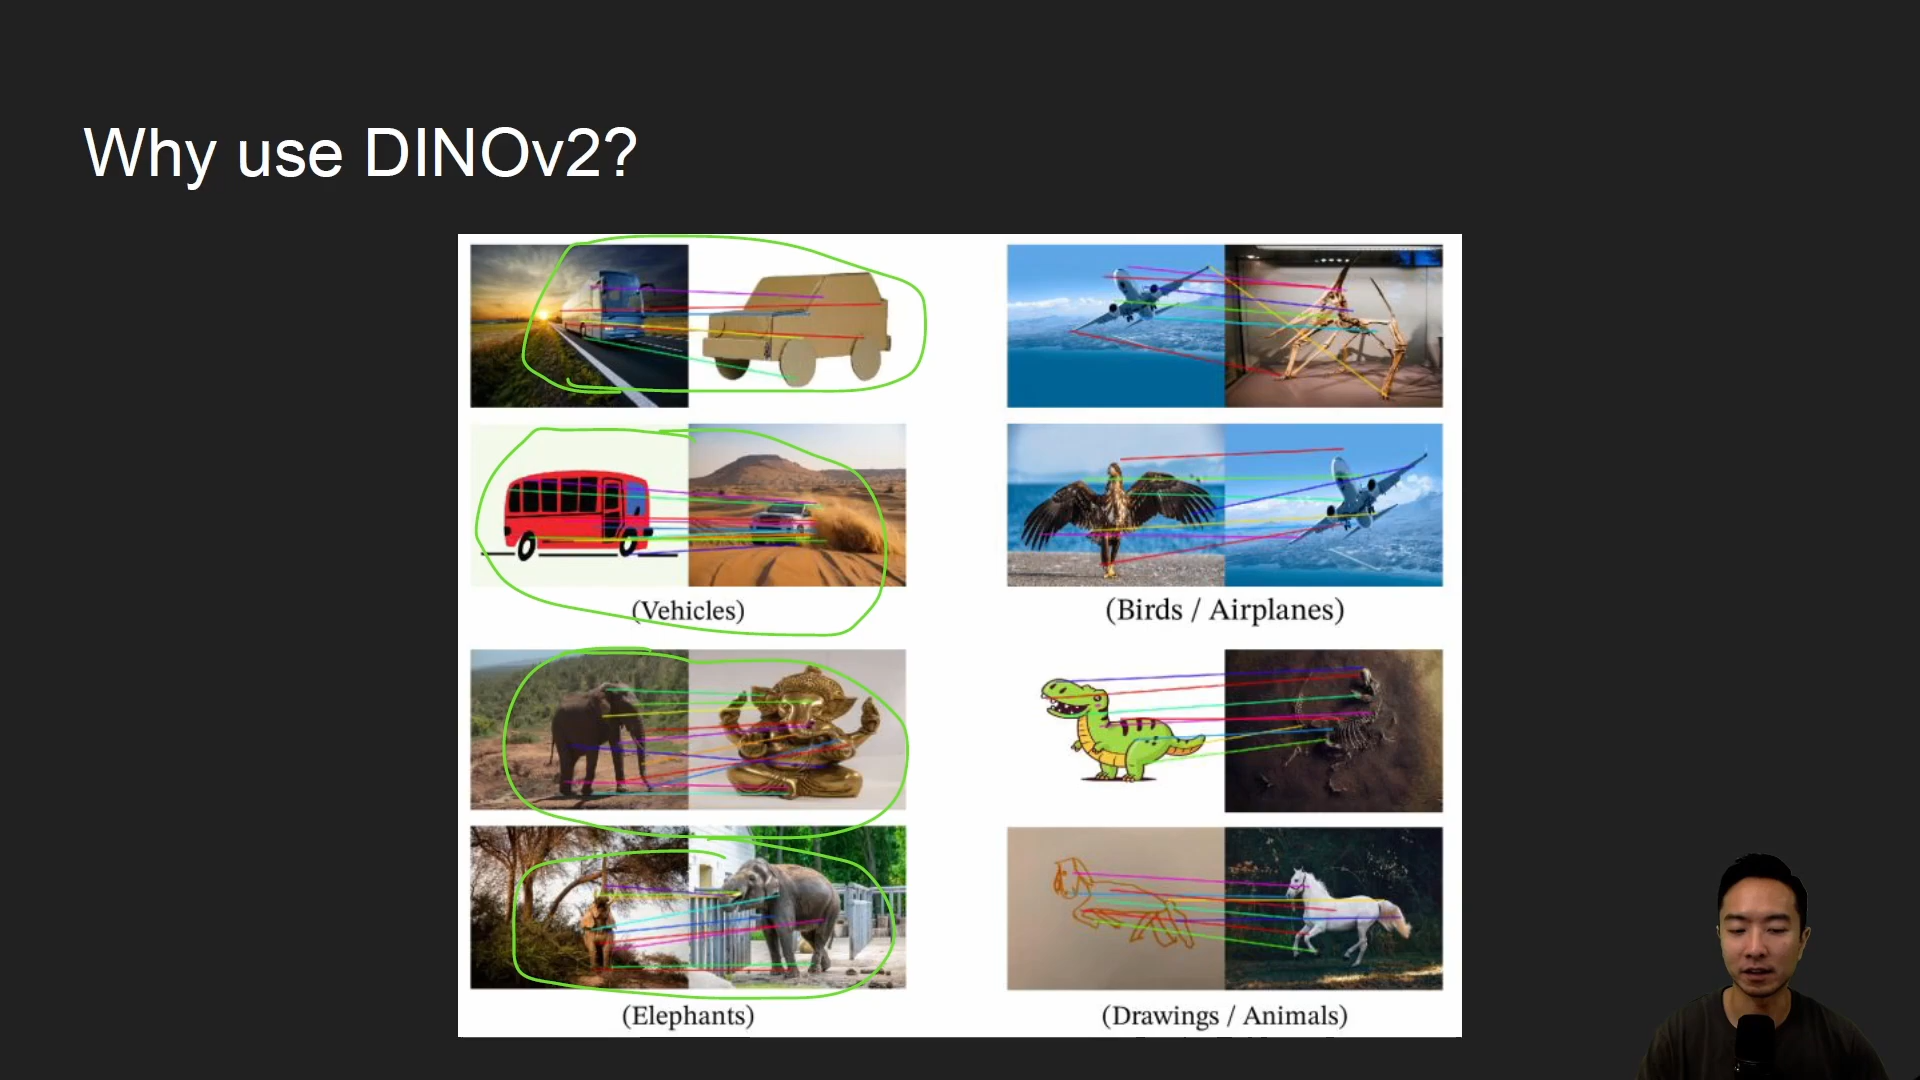 Why use DINOv2?
(Vehicles)
(Birds / Airplanes)
(Elephants)
(Drawings / Animals)